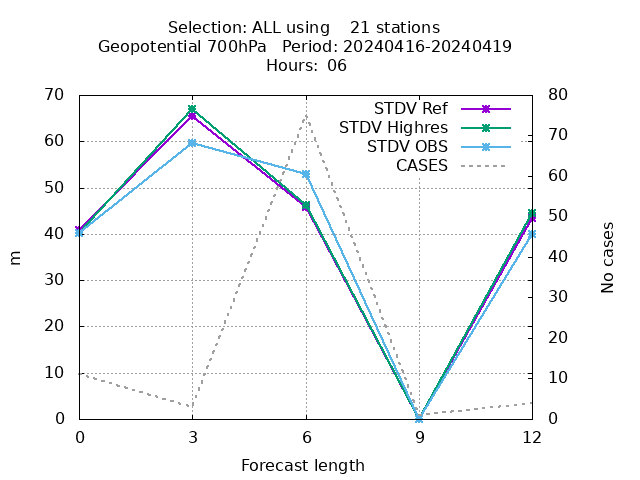 Selection: ALL using    21 stations
Geopotential 700hPa   Period: 20240416-20240419
Hours: 06
70 80
STDV Ref
70
STDV Highres
60
STDV OBS
CASES
60
50
50
40
m
No cases
40
30
30
20
20
10
10
0 0
0 3 6 9 12
Forecast length